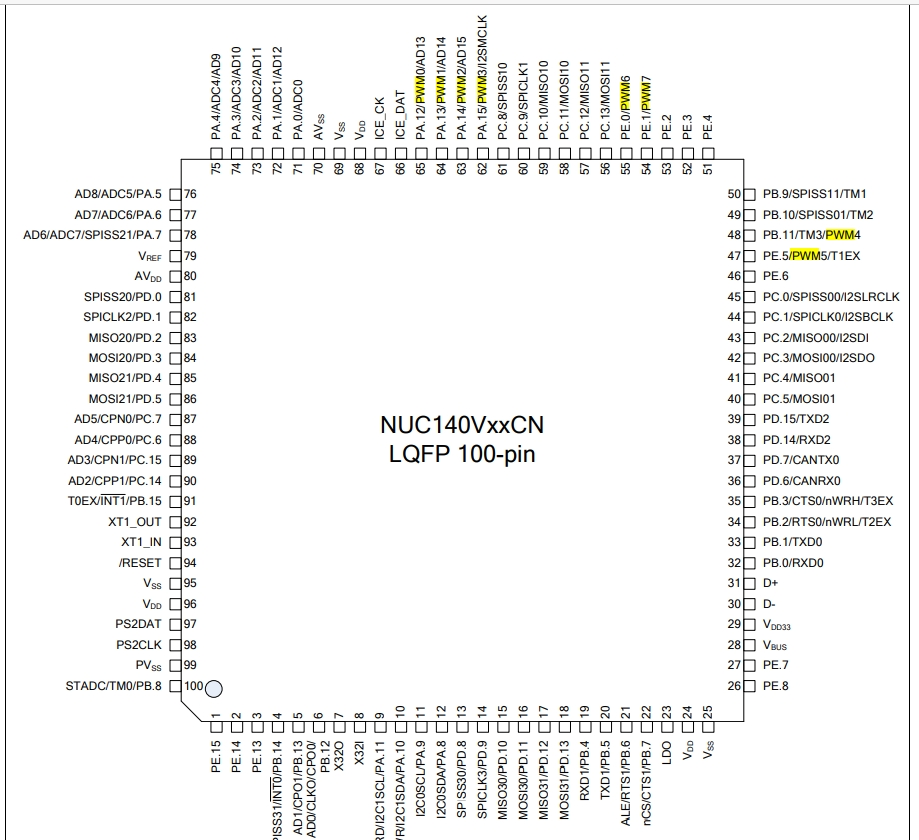 PA.4/ADC4/AD9
PA.3/ADC3/AD10
PA.2/ADC2/AD11
PA.1/ADC1/AD12
PA.0/ADC0
AVSS
VSS
VDD
ICE_CK
ICE_DAT
PA.12/PWM0/AD13
PA.13/PWM1/AD14
PA.14/PWM2/AD15
PA.15/PWM3/I2SMCLK
PC.8/SPISS10
PC.9/SPICLK1
PC.10/MISO10
PC.11/MOSI10
PC.12/MISO11
PC.13/MOSI11
PE.0/PWM6
PE.1/PWM7
PE.2
PE.3
PE.4
75 74 73 72 71 70 69 68 67 66 65 64 63 62 61 60 59 58 57 56 55 54 53 52 51
AD8/ADC5/PA.5 76
AD7/ADC6/PA.6 77
AD6/ADC7/SPISS21/PA.7 78
VREF 79
AVDD 80
SPISS20/PD.0 81
SPICLK2/PD.1 82
MISO20/PD.2 83
MOSI20/PD.3 84
MISO21/PD.4 85
MOSI21/PD.5 86
AD5/CPN0/PC.7 87
AD4/CPP0/PC.6 88
AD3/CPN1/PC.15 89
AD2/CPP1/PC.14 90
T0EX/INT1/PB.15 91
XT1_OUT 92
XT1_IN 93
/RESET 94
VSS 95
VDD 96
PS2DAT 97
PS2CLK 98
PVSS 99
STADC/TM0/PB.8 100
NUC140VxxCN
LQFP 100-pin
50 PB.9/SPISS11/TM1
49 PB.10/SPISS01/TM2
48 PB.11/TM3/PWM4
47 PE.5/PWM5/T1EX
46 PE.6
45 PC.0/SPISS00/I2SLRCLK
44 PC.1/SPICLK0/I2SBCLK
43 PC.2/MISO00/I2SDI
42 PC.3/MOSI00/I2SDO
41 PC.4/MISO01
40 PC.5/MOSI01
39 PD.15/TXD2
38 PD.14/RXD2
37 PD.7/CANTX0
36 PD.6/CANRX0
35 PB.3/CTS0/nWRH/T3EX
34 PB.2/RTS0/nWRL/T2EX
33 PB.1/TXD0
32 PB.0/RXD0
31 D+
30 D-
29 VDD33
28 VBUS
27 PE.7
26 PE.8
1 2 3 4 5 6 7 8 9 10 11 12 13 14 15 16 17 18 19 20 21 22 23 24 25
PE.15
PE.14
PE.13
PISS31/INT0/PB.14
AD1/CPO1/PB.13
AD0/CLKO/CPO0/
PB.12
X32O
X32I
RD/I2C1SCL/PA.11
R/I2C1SDA/PA.10
I2C0SCL/PA.9
I2C0SDA/PA.8
SPISS30/PD.8
SPICLK3/PD.9
MISO30/PD.10
MOSI30/PD.11
MISO31/PD.12
MOSI31/PD.13
RXD1/PB.4
TXD1/PB.5
ALE/RTS1/PB.6
nCS/CTS1/PB.7
LDO
VDD
VSS